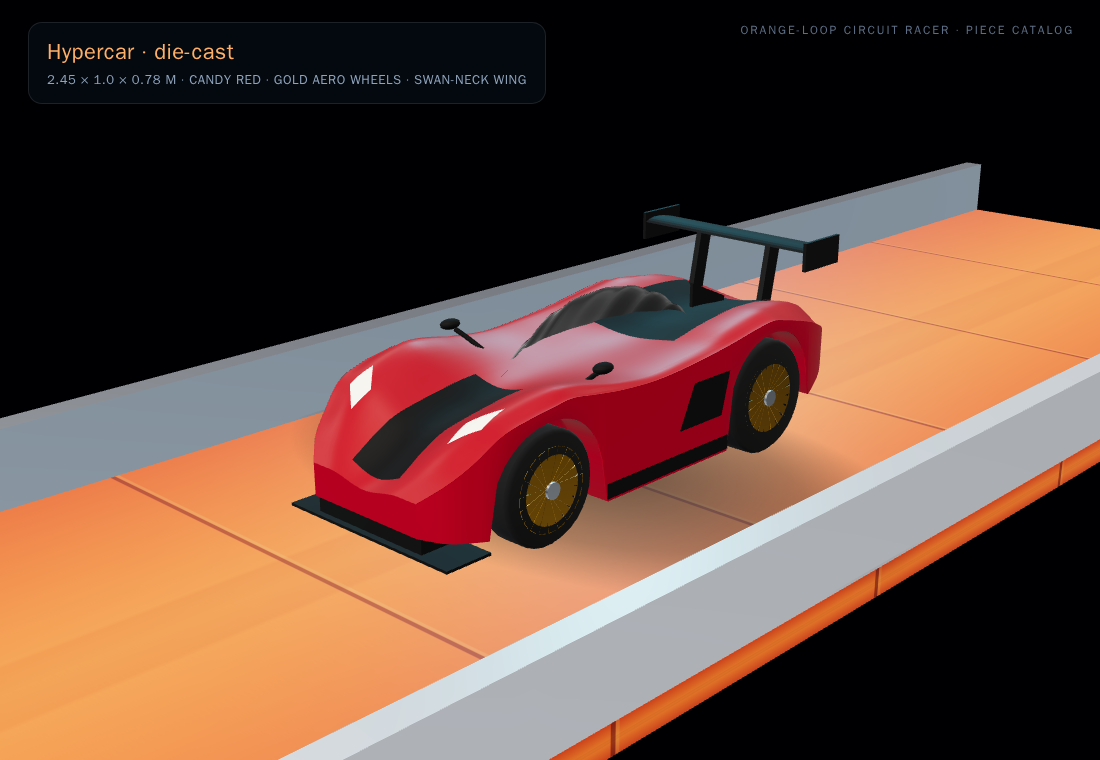 Hypercar · die-cast
2.45 × 1.0 × 0.78 M · CANDY RED · GOLD AERO WHEELS · SWAN-NECK WING
ORANGE-LOOP CIRCUIT RACER · PIECE CATALOG